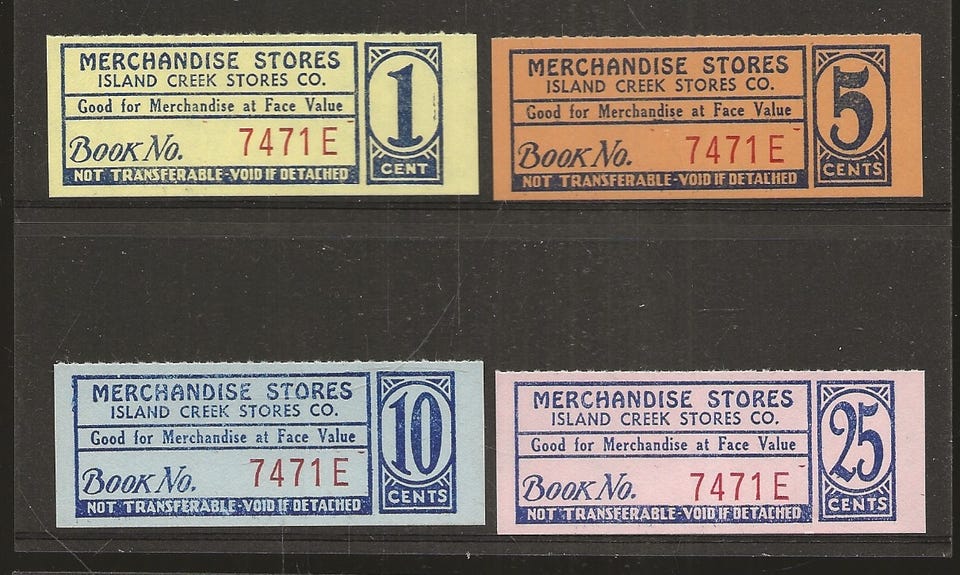 MERCHANDISE STORES
ISLAND CREEK STORES CO.
Good for Merchandise at Face Value
Book No. 7471E
NOT TRANSFERABLE-VOID IF DETACHED
1
CENT
MERCHANDISE STORES
ISLAND CREEK STORES CO.
Good for Merchandise at Face Value
Book No. 7471E
NOT TRANSFERABLE-VOID IF DETACHED
5
CENTS
MERCHANDISE STORES
ISLAND CREEK STORES CO.
Good for Merchandise at Face Value
Book No. 7471E
NOT TRANSFERABLE-VOID IF DETACHED
10
CENTS
MERCHANDISE STORES
ISLAND CREEK STORES CO.
Good for Merchandise at Face Value
Book No. 7471E
NOT TRANSFERABLE-VOID IF DETACHED
25
CENTS